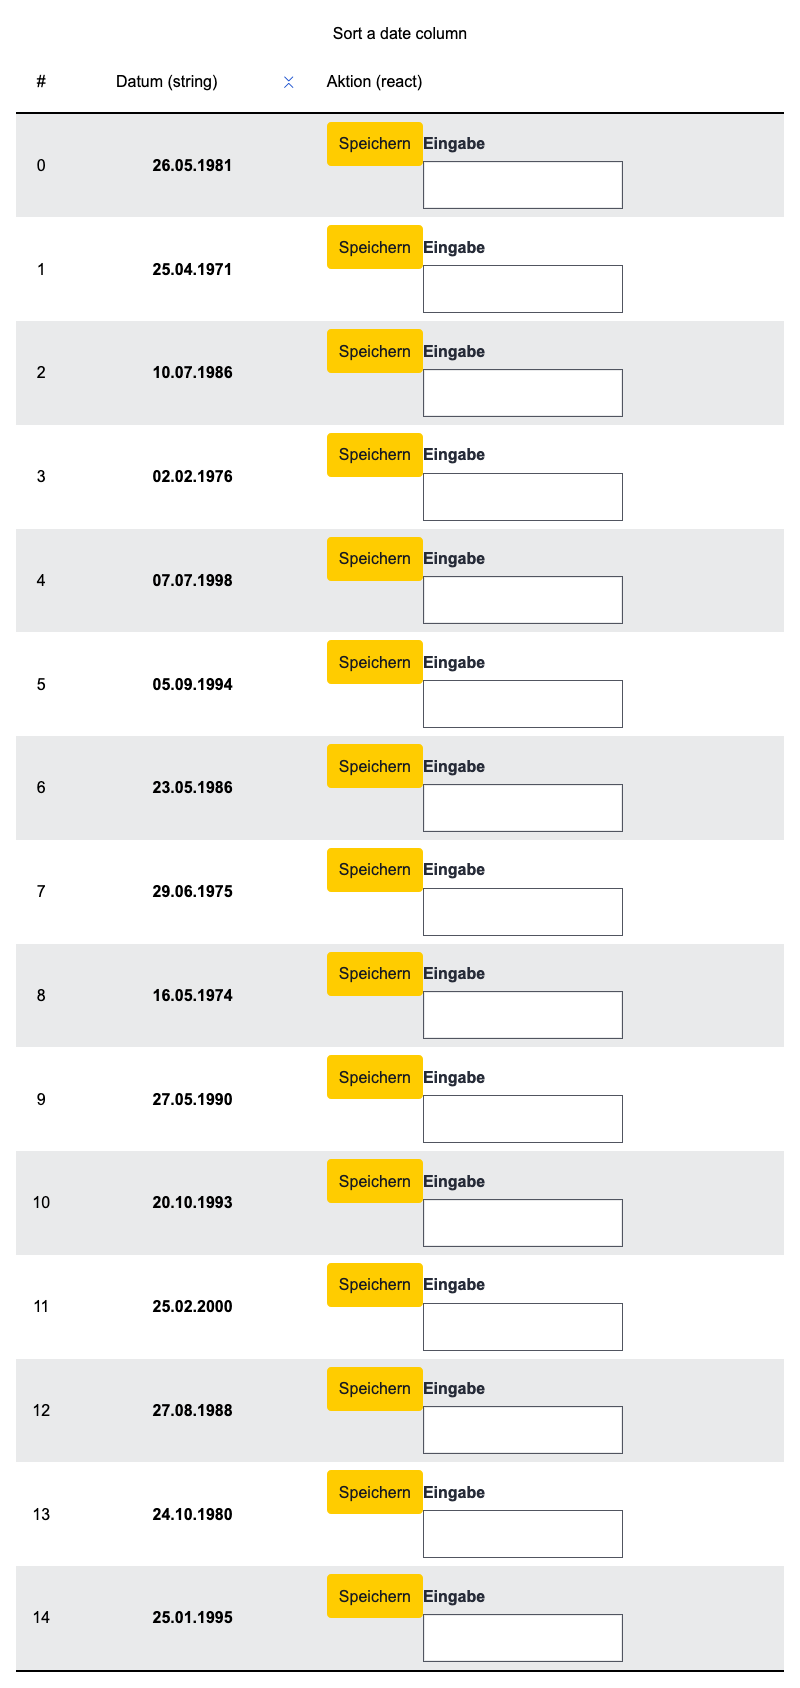 Sort a date column
# Datum (string) Aktion (react)
0 26.05.1981 Speichern Eingabe
1 25.04.1971 Speichern Eingabe
2 10.07.1986 Speichern Eingabe
3 02.02.1976 Speichern Eingabe
4 07.07.1998 Speichern Eingabe
5 05.09.1994 Speichern Eingabe
6 23.05.1986 Speichern Eingabe
7 29.06.1975 Speichern Eingabe
8 16.05.1974 Speichern Eingabe
9 27.05.1990 Speichern Eingabe
10 20.10.1993 Speichern Eingabe
11 25.02.2000 Speichern Eingabe
12 27.08.1988 Speichern Eingabe
13 24.10.1980 Speichern Eingabe
14 25.01.1995 Speichern Eingabe